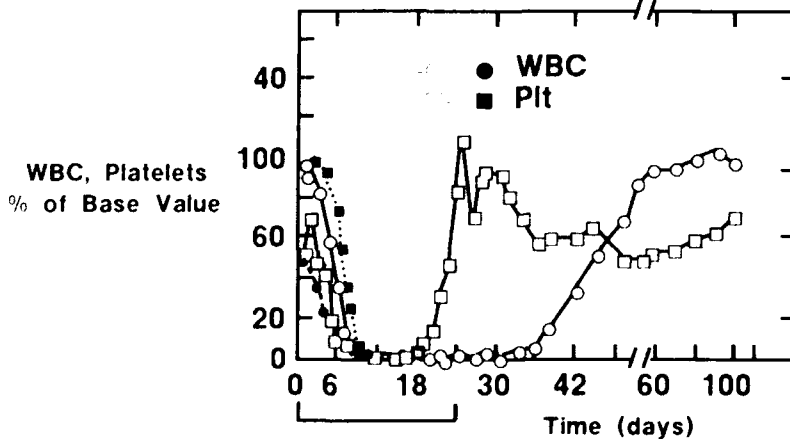 40
WBC
Plt
100
WBC, Platelets
% of Base Value
60
20
0
0 6 18 30 42 60 100
Time (days)